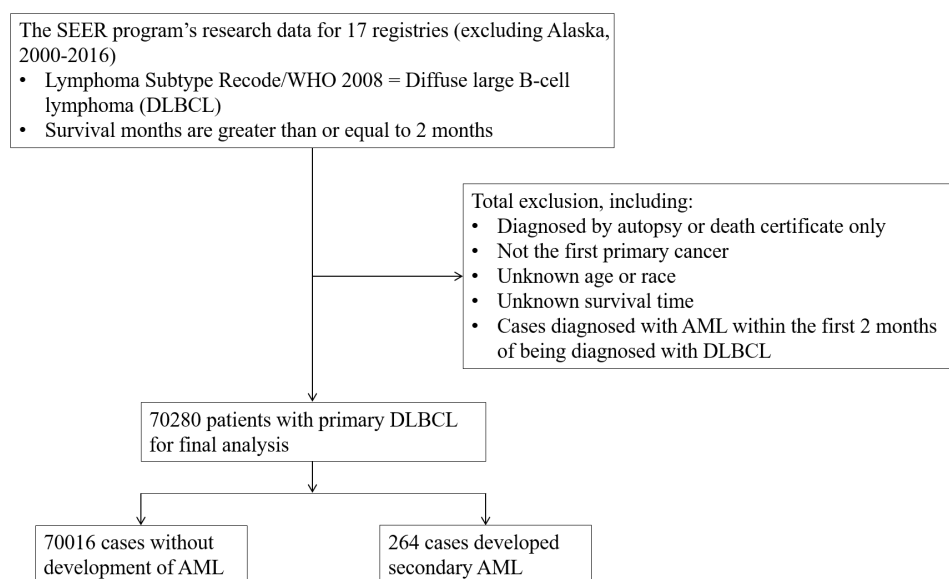 The SEER program's research data for 17 registries (excluding Alaska,
2000-2016)
• Lymphoma Subtype Recode/WHO 2008 = Diffuse large B-cell
lymphoma (DLBCL)
• Survival months are greater than or equal to 2 months
Total exclusion, including:
• Diagnosed by autopsy or death certificate only
• Not the first primary cancer
• Unknown age or race
• Unknown survival time
• Cases diagnosed with AML within the first 2 months
of being diagnosed with DLBCL
70280 patients with primary DLBCL
for final analysis
70016 cases without
development of AML
264 cases developed
secondary AML